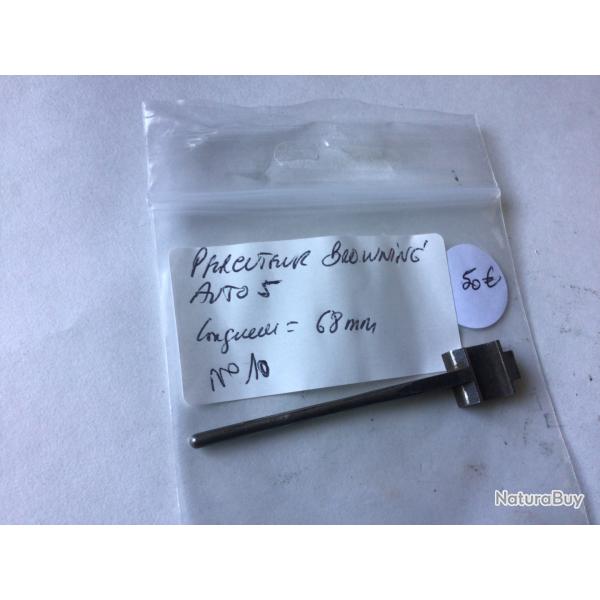 PERCUTEUR BROWNING
AUTO 5
50€
Longueur = 68mm
N° 10
NaturaBuy